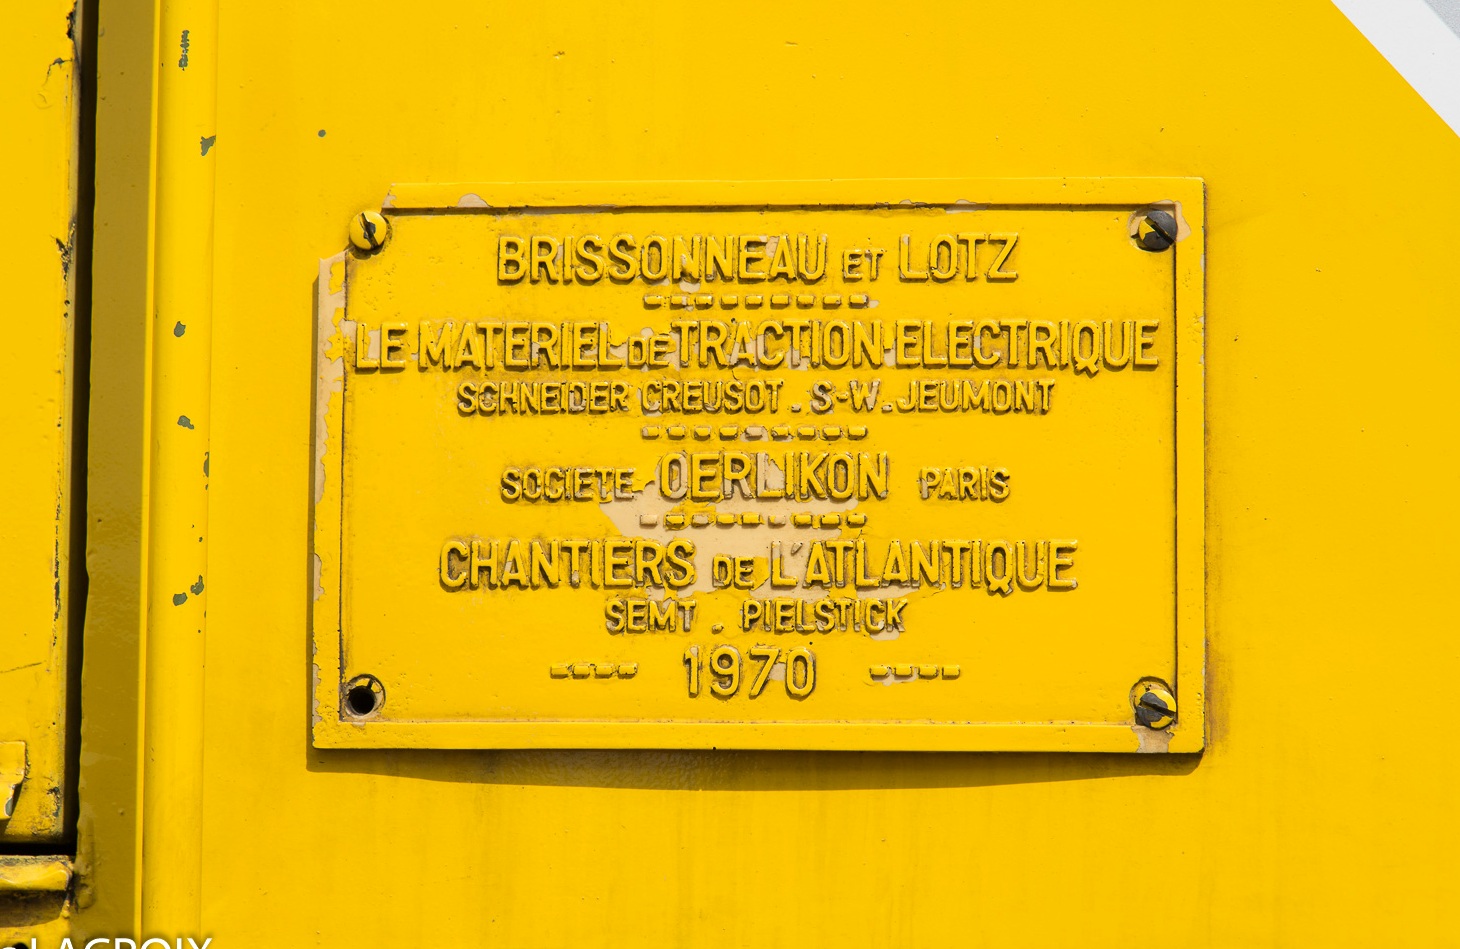 BRISSONNEAU ET LOTZ
LE MATERIEL DE TRACTION ELECTRIQUE
SCHNEIDER CREUSOT . S-W. JEUMONT
SOCIETE OERLIKON PARIS
CHANTIERS DE L'ATLANTIQUE
SEMT . PIELSTICK
---- 1970 ----
LACROIX